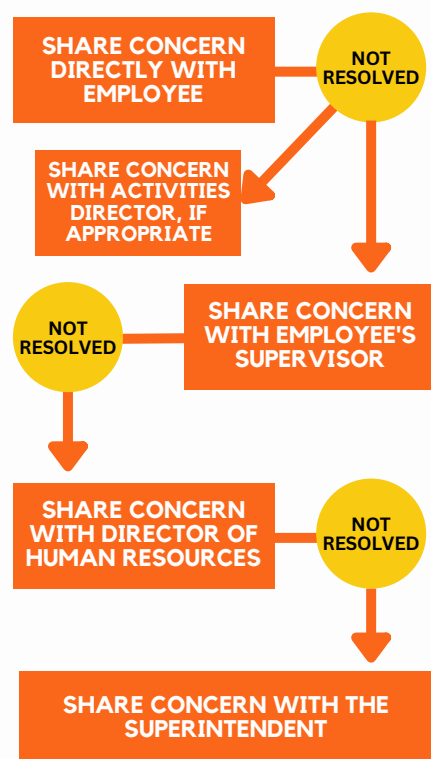 SHARE CONCERN
DIRECTLY WITH
EMPLOYEE
NOT
RESOLVED
SHARE CONCERN
WITH ACTIVITIES
DIRECTOR, IF
APPROPRIATE
SHARE CONCERN
WITH EMPLOYEE'S
SUPERVISOR
NOT
RESOLVED
SHARE CONCERN
WITH DIRECTOR OF
HUMAN RESOURCES
NOT
RESOLVED
SHARE CONCERN WITH THE
SUPERINTENDENT